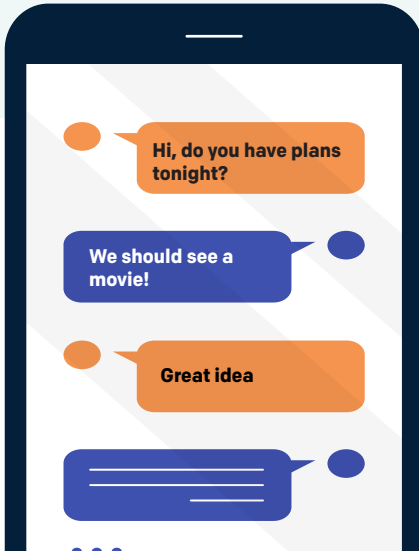 Hi, do you have plans
tonight?
We should see a
movie!
Great idea